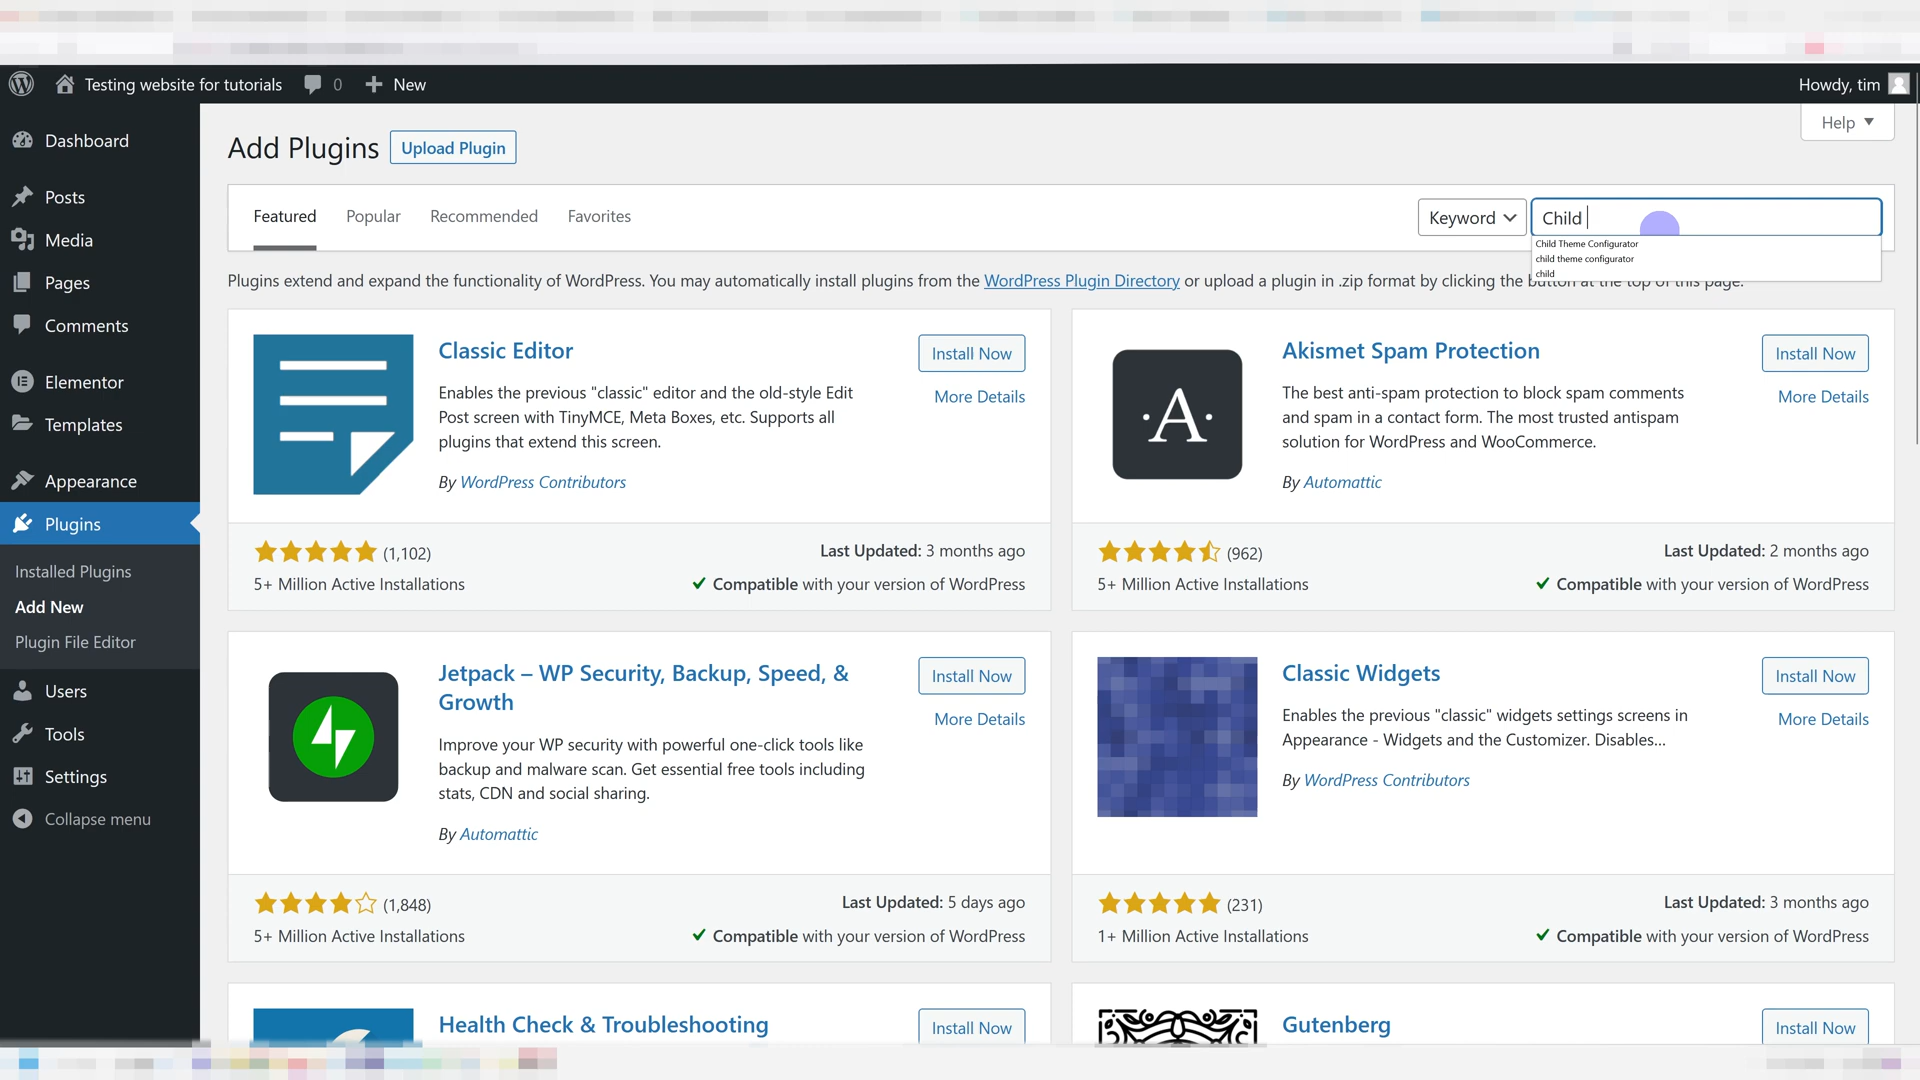 Testing website for tutorials 0 New Howdy, tim
Help
Dashboard
Posts
Media
Pages
Comments
Elementor
Templates
Appearance
Plugins
Installed Plugins
Add New
Plugin File Editor
Users
Tools
Settings
Collapse menu
Add Plugins Upload Plugin
Featured Popular Recommended Favorites Keyword Child
Child Theme Configurator
child theme configurator
child
Plugins extend and expand the functionality of WordPress. You may automatically install plugins from the WordPress Plugin Directory or upload a plugin in .zip format by clicking the button at the top of this page.
Classic Editor
Install Now
More Details
Enables the previous "classic" editor and the old-style Edit
Post screen with TinyMCE, Meta Boxes, etc. Supports all
plugins that extend this screen.
By WordPress Contributors
(1,102)
Last Updated: 3 months ago
5+ Million Active Installations
Compatible with your version of WordPress
·A·
Akismet Spam Protection
Install Now
More Details
The best anti-spam protection to block spam comments
and spam in a contact form. The most trusted antispam
solution for WordPress and WooCommerce.
By Automattic
(962)
Last Updated: 2 months ago
5+ Million Active Installations
Compatible with your version of WordPress
Jetpack – WP Security, Backup, Speed, &
Growth
Install Now
More Details
Improve your WP security with powerful one-click tools like
backup and malware scan. Get essential free tools including
stats, CDN and social sharing.
By Automattic
(1,848)
Last Updated: 5 days ago
5+ Million Active Installations
Compatible with your version of WordPress
Classic Widgets
Install Now
More Details
Enables the previous "classic" widgets settings screens in
Appearance - Widgets and the Customizer. Disables...
By WordPress Contributors
(231)
Last Updated: 3 months ago
1+ Million Active Installations
Compatible with your version of WordPress
Health Check & Troubleshooting
Install Now
Gutenberg
Install Now